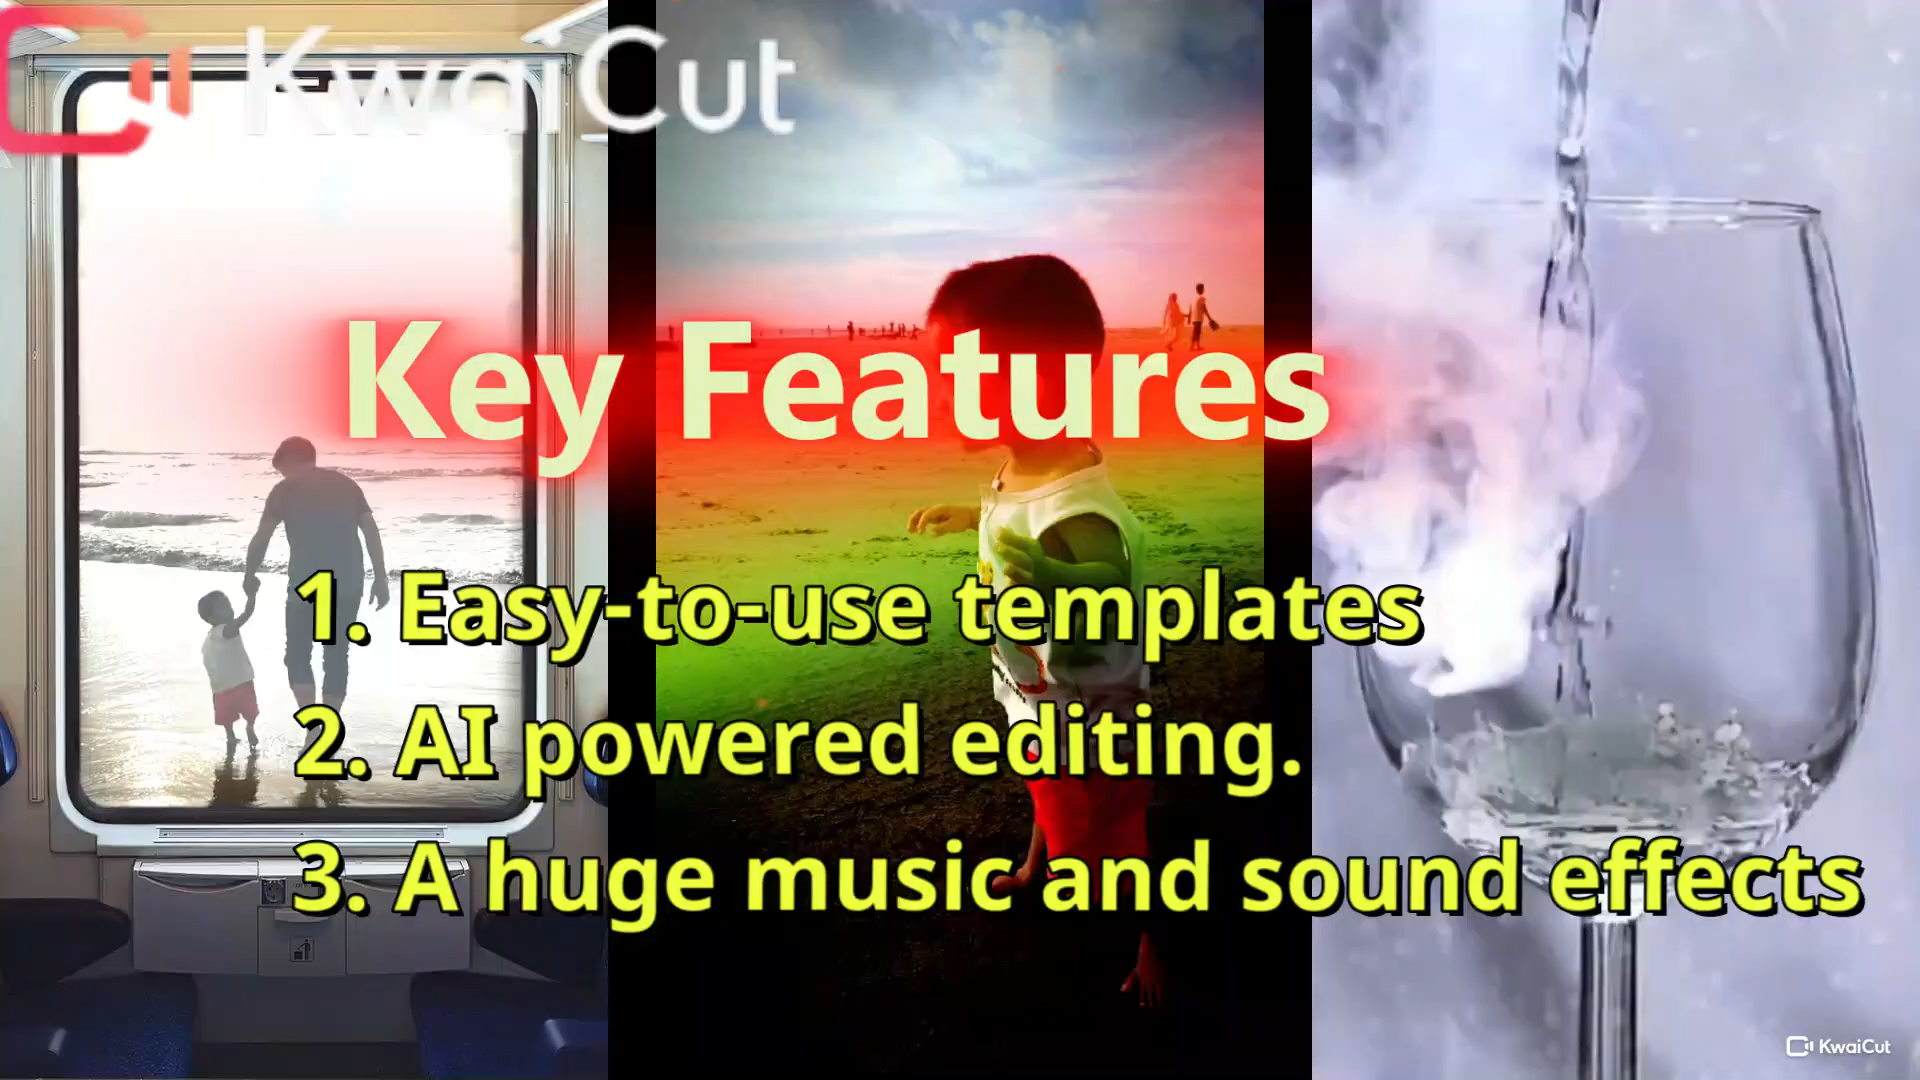 KwaiCut
Key Features
1. Easy-to-use templates
2. AI powered editing.
3. A huge music and sound effects
KwaiCut